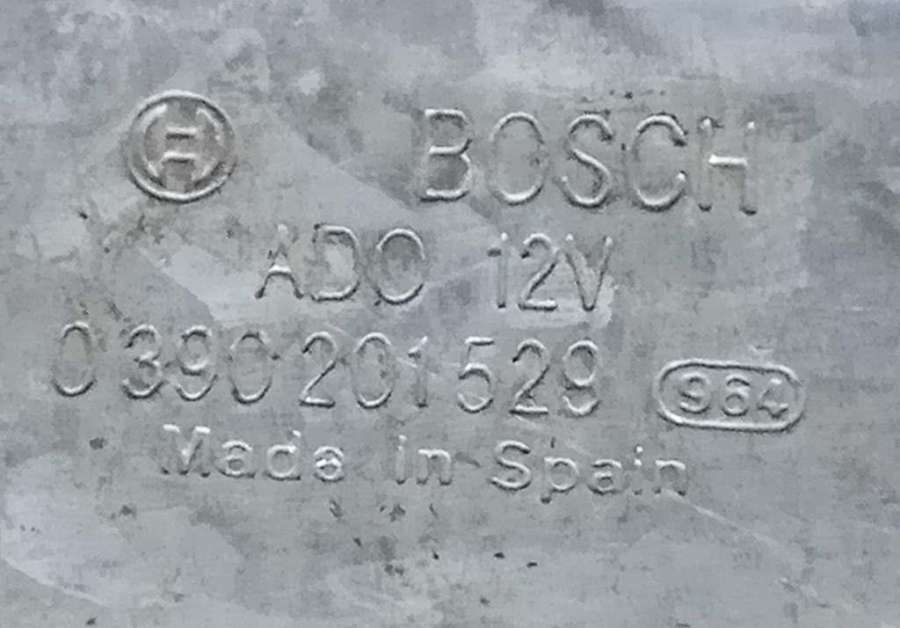 BOSCH
ADO 12V
0 390 201 529 964
Made in Spain